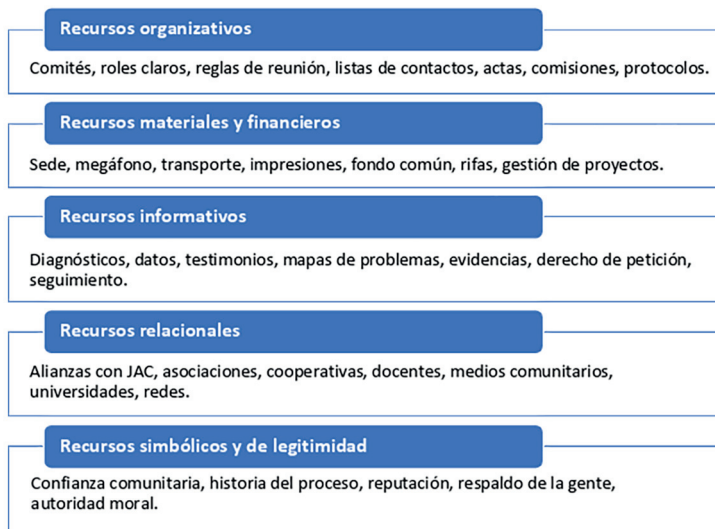 Recursos organizativos
Comités, roles claros, reglas de reunión, listas de contactos, actas, comisiones, protocolos.
Recursos materiales y financieros
Sede, megáfono, transporte, impresiones, fondo común, rifas, gestión de proyectos.
Recursos informativos
Diagnósticos, datos, testimonios, mapas de problemas, evidencias, derecho de petición,
seguimiento.
Recursos relacionales
Alianzas con JAC, asociaciones, cooperativas, docentes, medios comunitarios,
universidades, redes.
Recursos simbólicos y de legitimidad
Confianza comunitaria, historia del proceso, reputación, respaldo de la gente,
autoridad moral.